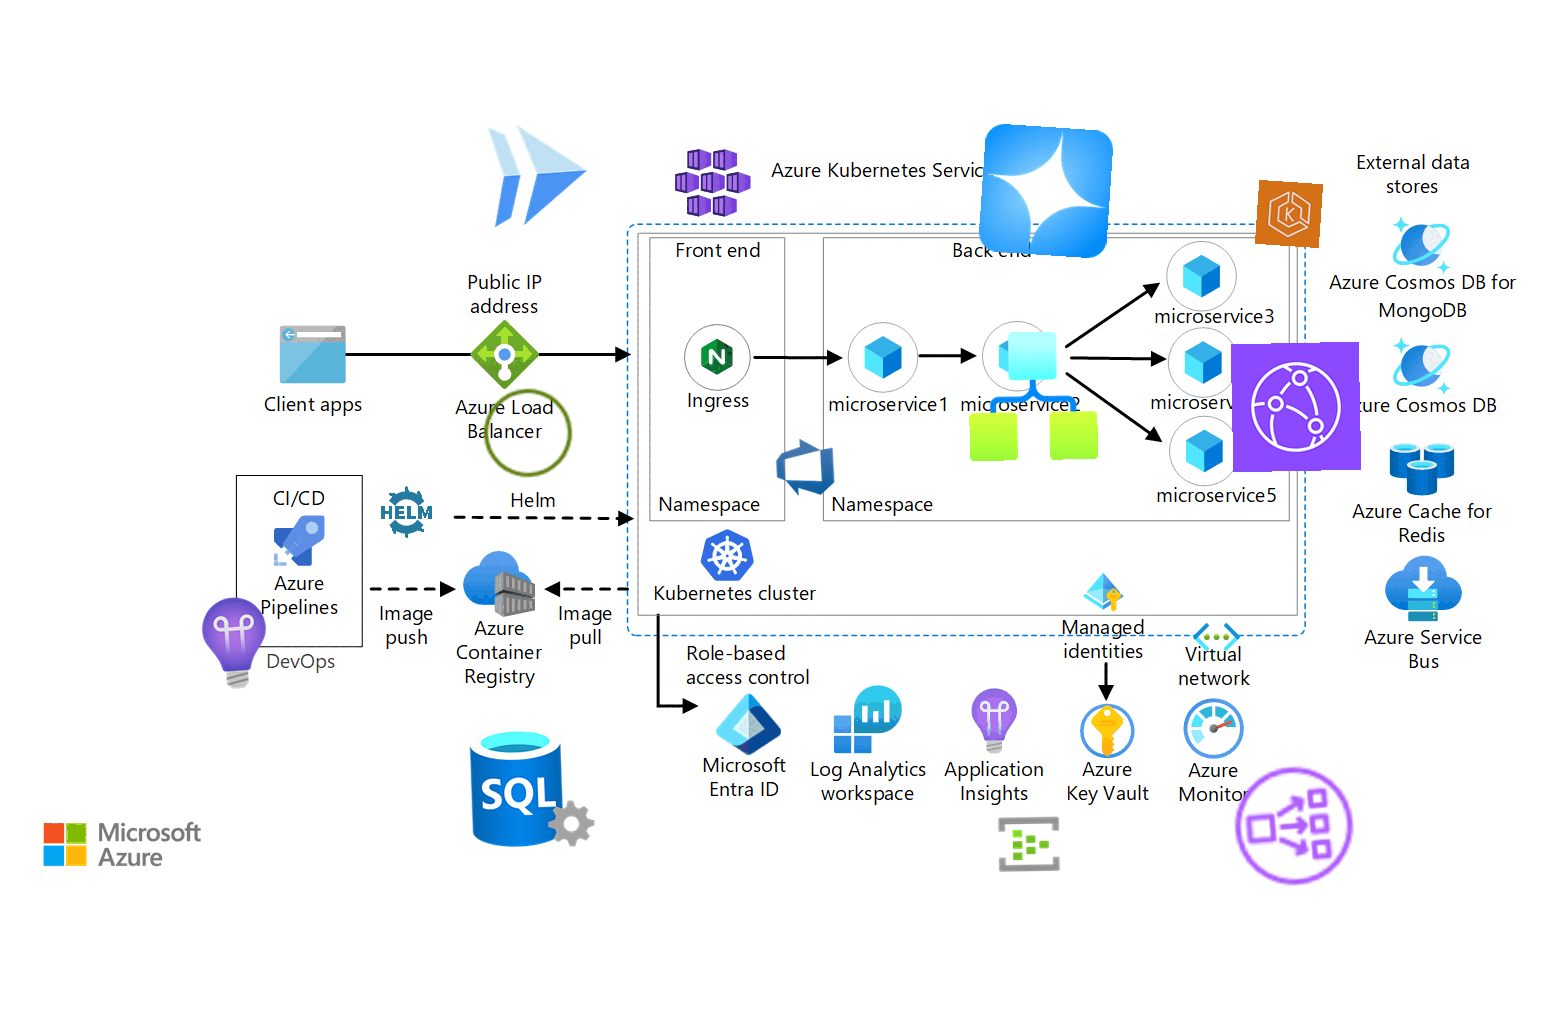 External data
stores
Azure Kubernetes
Front end
Back end
Public IP
address
Azure Cosmos DB for
MongoDB
microservice3
Client apps
Azure Load
Balancer
Ingress
microservice1
microservice2
Cosmos DB
CI/CD
HELM
Helm
Namespace
Namespace
microservice5
Azure Cache for
Redis
Azure
Pipelines
Image
push
Image
pull
Kubernetes cluster
Azure
Container
Registry
DevOps
Managed
identities
Virtual
network
Azure Service
Bus
Role-based
access control
Microsoft
Entra ID
Log Analytics
workspace
Application
Insights
Azure
Key Vault
Azure
Monitor
SQL
Microsoft
Azure
N
K